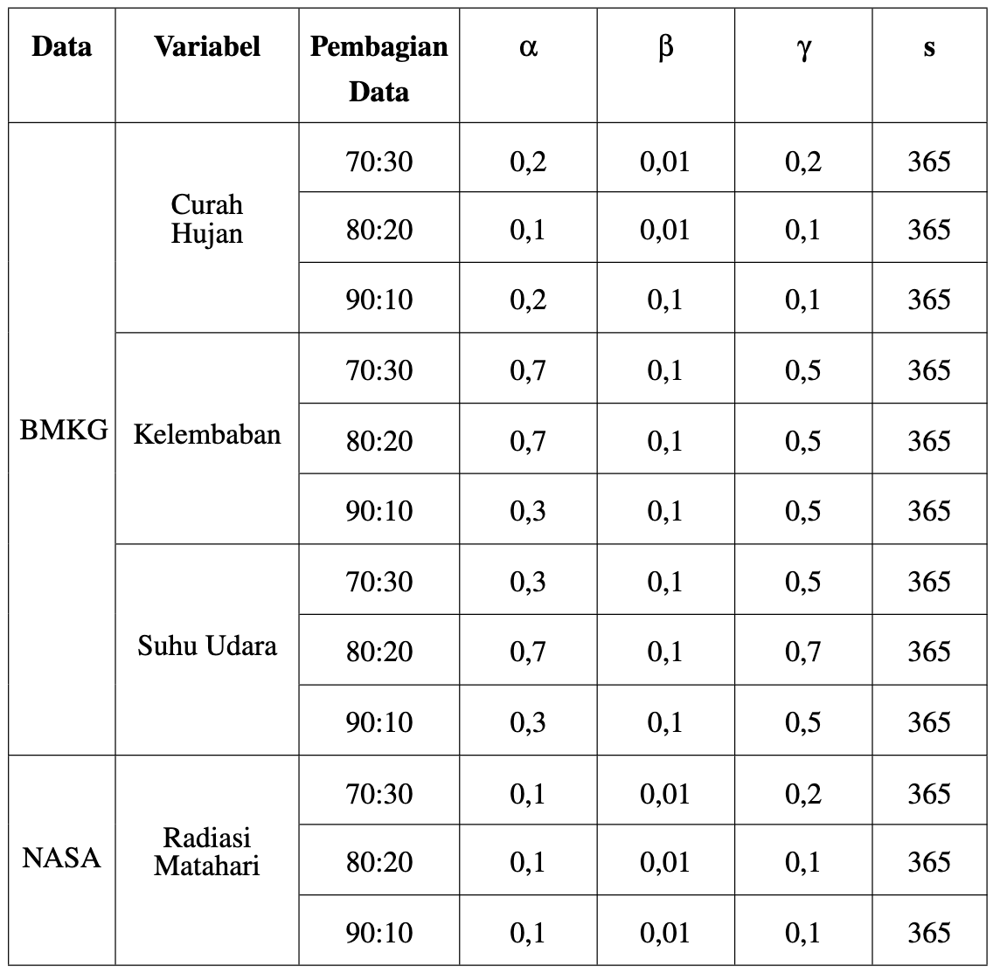 Data Variabel Pembagian Data α β γ s
BMKG
Curah
Hujan
70:30 0,2 0,01 0,2 365
80:20 0,1 0,01 0,1 365
90:10 0,2 0,1 0,1 365
Kelembaban
70:30 0,7 0,1 0,5 365
80:20 0,7 0,1 0,5 365
90:10 0,3 0,1 0,5 365
Suhu Udara
70:30 0,3 0,1 0,5 365
80:20 0,7 0,1 0,7 365
90:10 0,3 0,1 0,5 365
NASA
Radiasi
Matahari
70:30 0,1 0,01 0,2 365
80:20 0,1 0,01 0,1 365
90:10 0,1 0,01 0,1 365